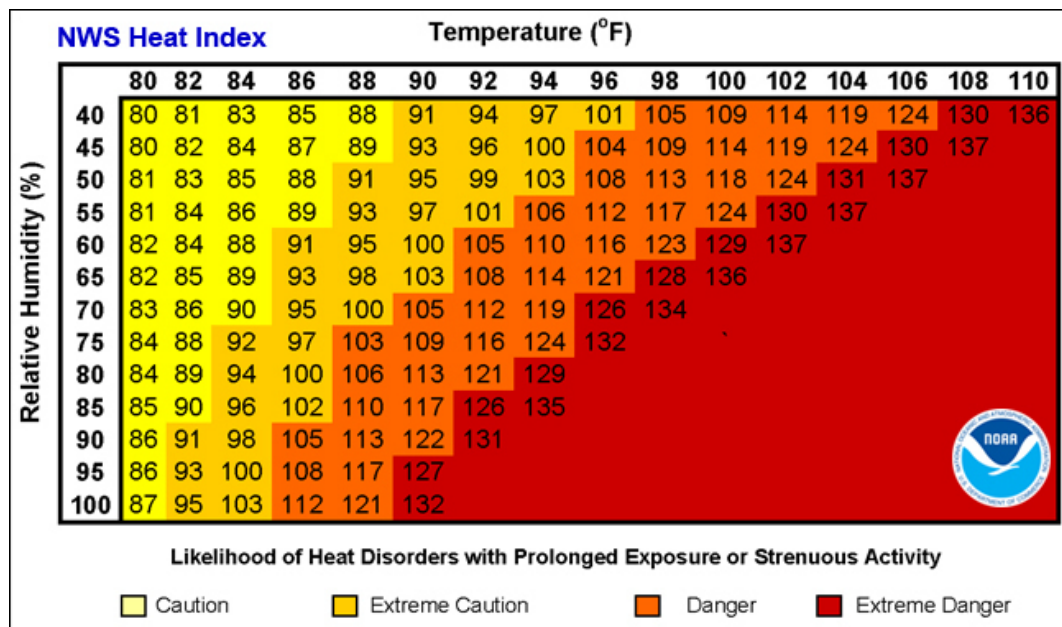 NWS Heat Index
Temperature (°F)
80 82 84 86 88 90 92 94 96 98 100 102 104 106 108 110
Relative Humidity (%)
40 80 81 83 85 88 91 94 97 101 105 109 114 119 124 130 136
45 80 82 84 87 89 93 96 100 104 109 114 119 124 130 137
50 81 83 85 88 91 95 99 103 108 113 118 124 131 137
55 81 84 86 89 93 97 101 106 112 117 124 130 137
60 82 84 88 91 95 100 105 110 116 123 129 137
65 82 85 89 93 98 103 108 114 121 128 136
70 83 86 90 95 100 105 112 119 126 134
75 84 88 92 97 103 109 116 124 132
80 84 89 94 100 106 113 121 129
85 85 90 96 102 110 117 126 135
90 86 91 98 105 113 122 131
95 86 93 100 108 117 127
100 87 95 103 112 121 132
NATIONAL OCEANIC AND ATMOSPHERIC ADMINISTRATION
NOAA
U.S. DEPARTMENT OF COMMERCE
Likelihood of Heat Disorders with Prolonged Exposure or Strenuous Activity
Caution Extreme Caution Danger Extreme Danger